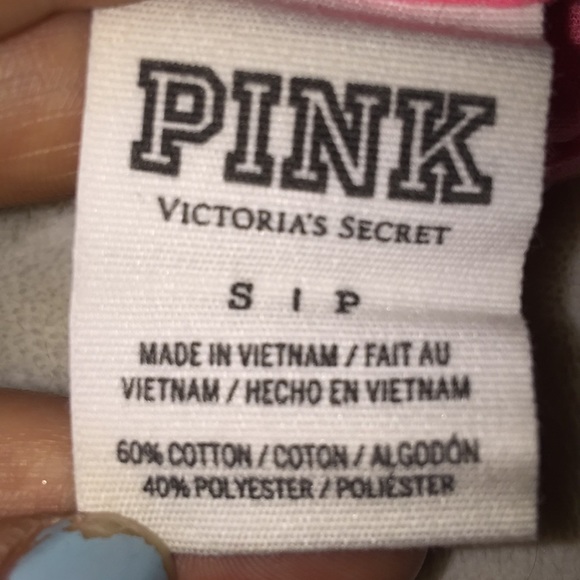 PINK
VICTORIA'S SECRET
S | P
MADE IN VIETNAM / FAIT AU
VIETNAM / HECHO EN VIETNAM
60% COTTON / COTON / ALGODÓN
40% POLYESTER / POLIÉSTER